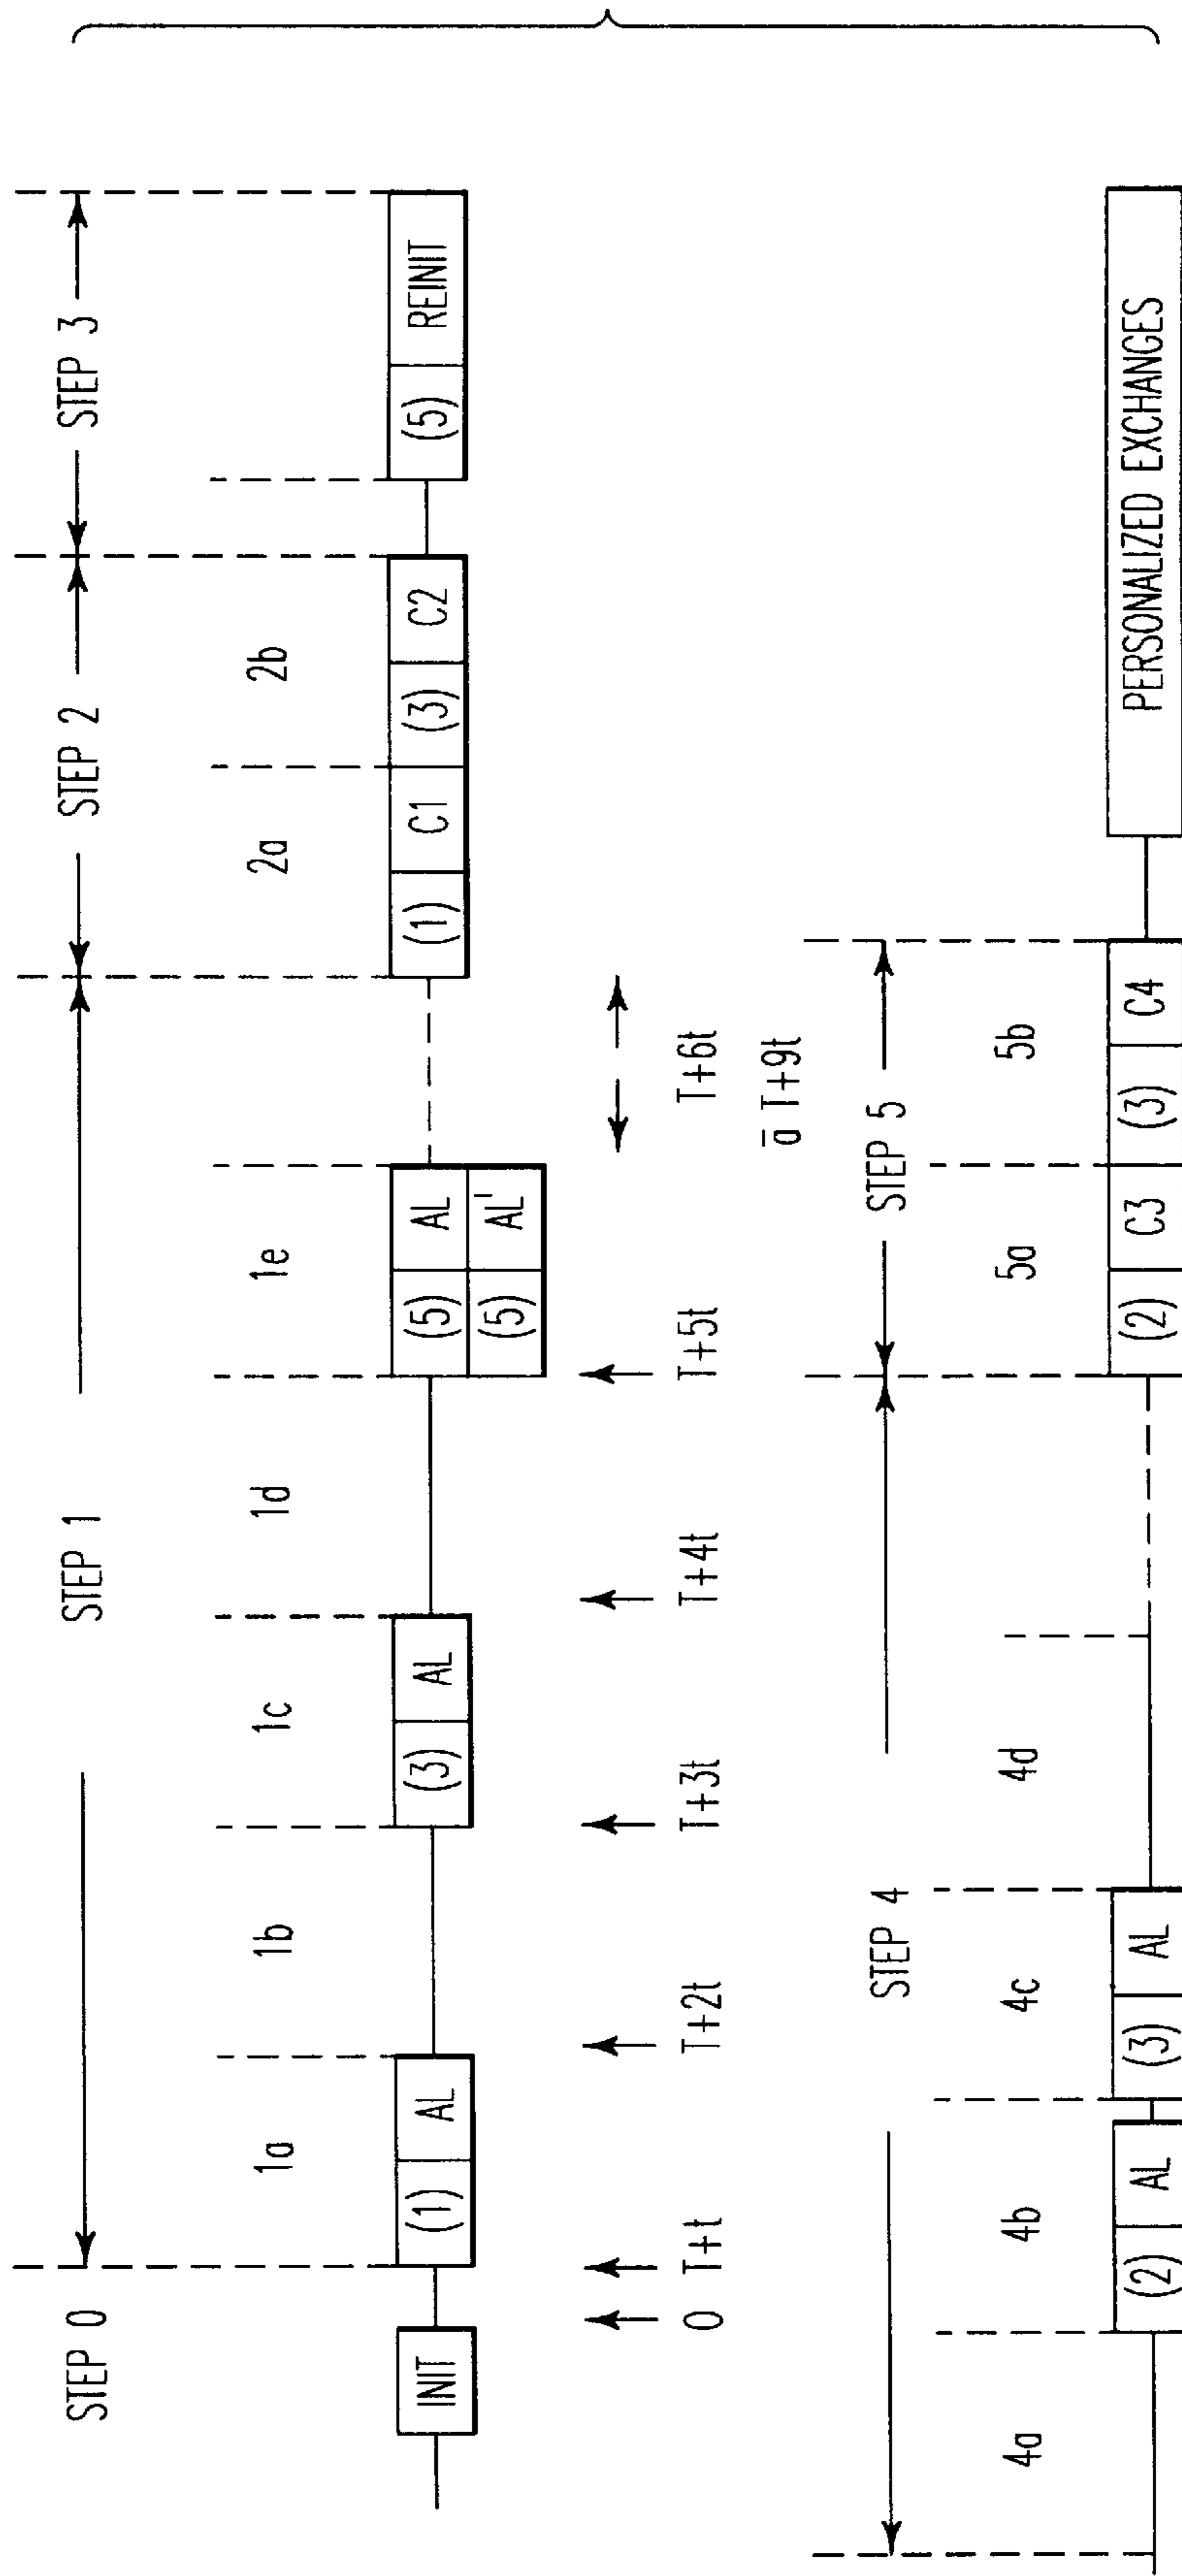 STEP 0
STEP 1
STEP 2
STEP 3
1a
1b
1c
1d
1e
2a
2b
INIT
(1) AL
(3) AL
(5) AL
(5) AL'
(1) C1 (3) C2
(5) REINIT
0
T+t
T+2t
T+3t
T+4t
T+5t
T+6t
ā T+9t
STEP 4
STEP 5
4a
4b
4c
4d
5a
5b
(2) AL
(3) AL
(2) C3 (3) C4
PERSONALIZED EXCHANGES